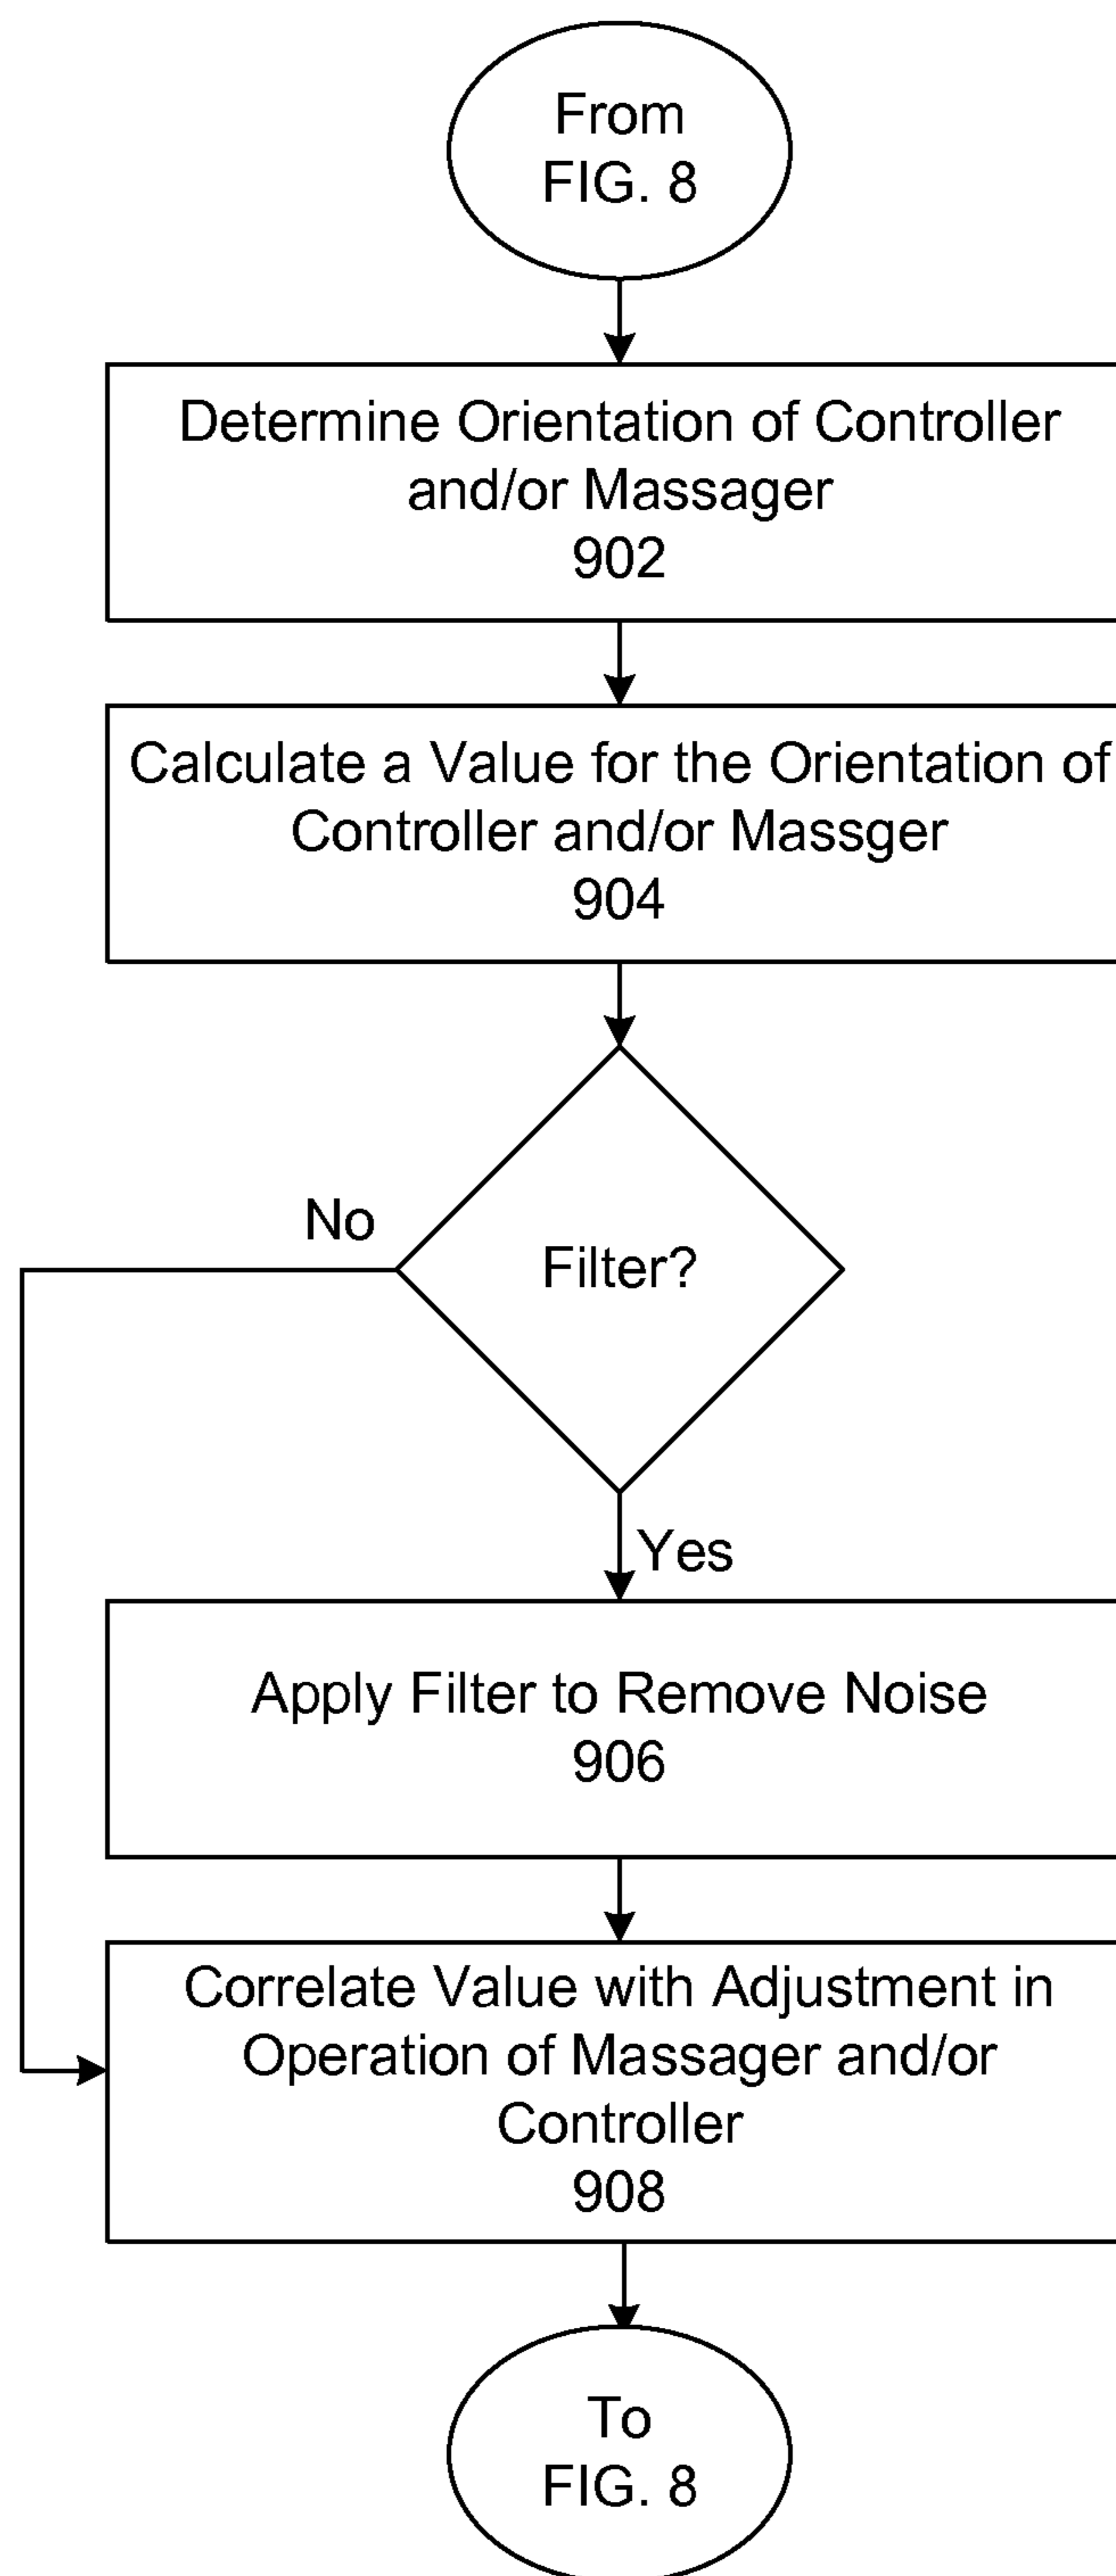 From
FIG. 8
Determine Orientation of Controller
and/or Massager
902
Calculate a Value for the Orientation of
Controller and/or Massger
904
No
Filter?
Yes
Apply Filter to Remove Noise
906
Correlate Value with Adjustment in
Operation of Massager and/or
Controller
908
To
FIG. 8